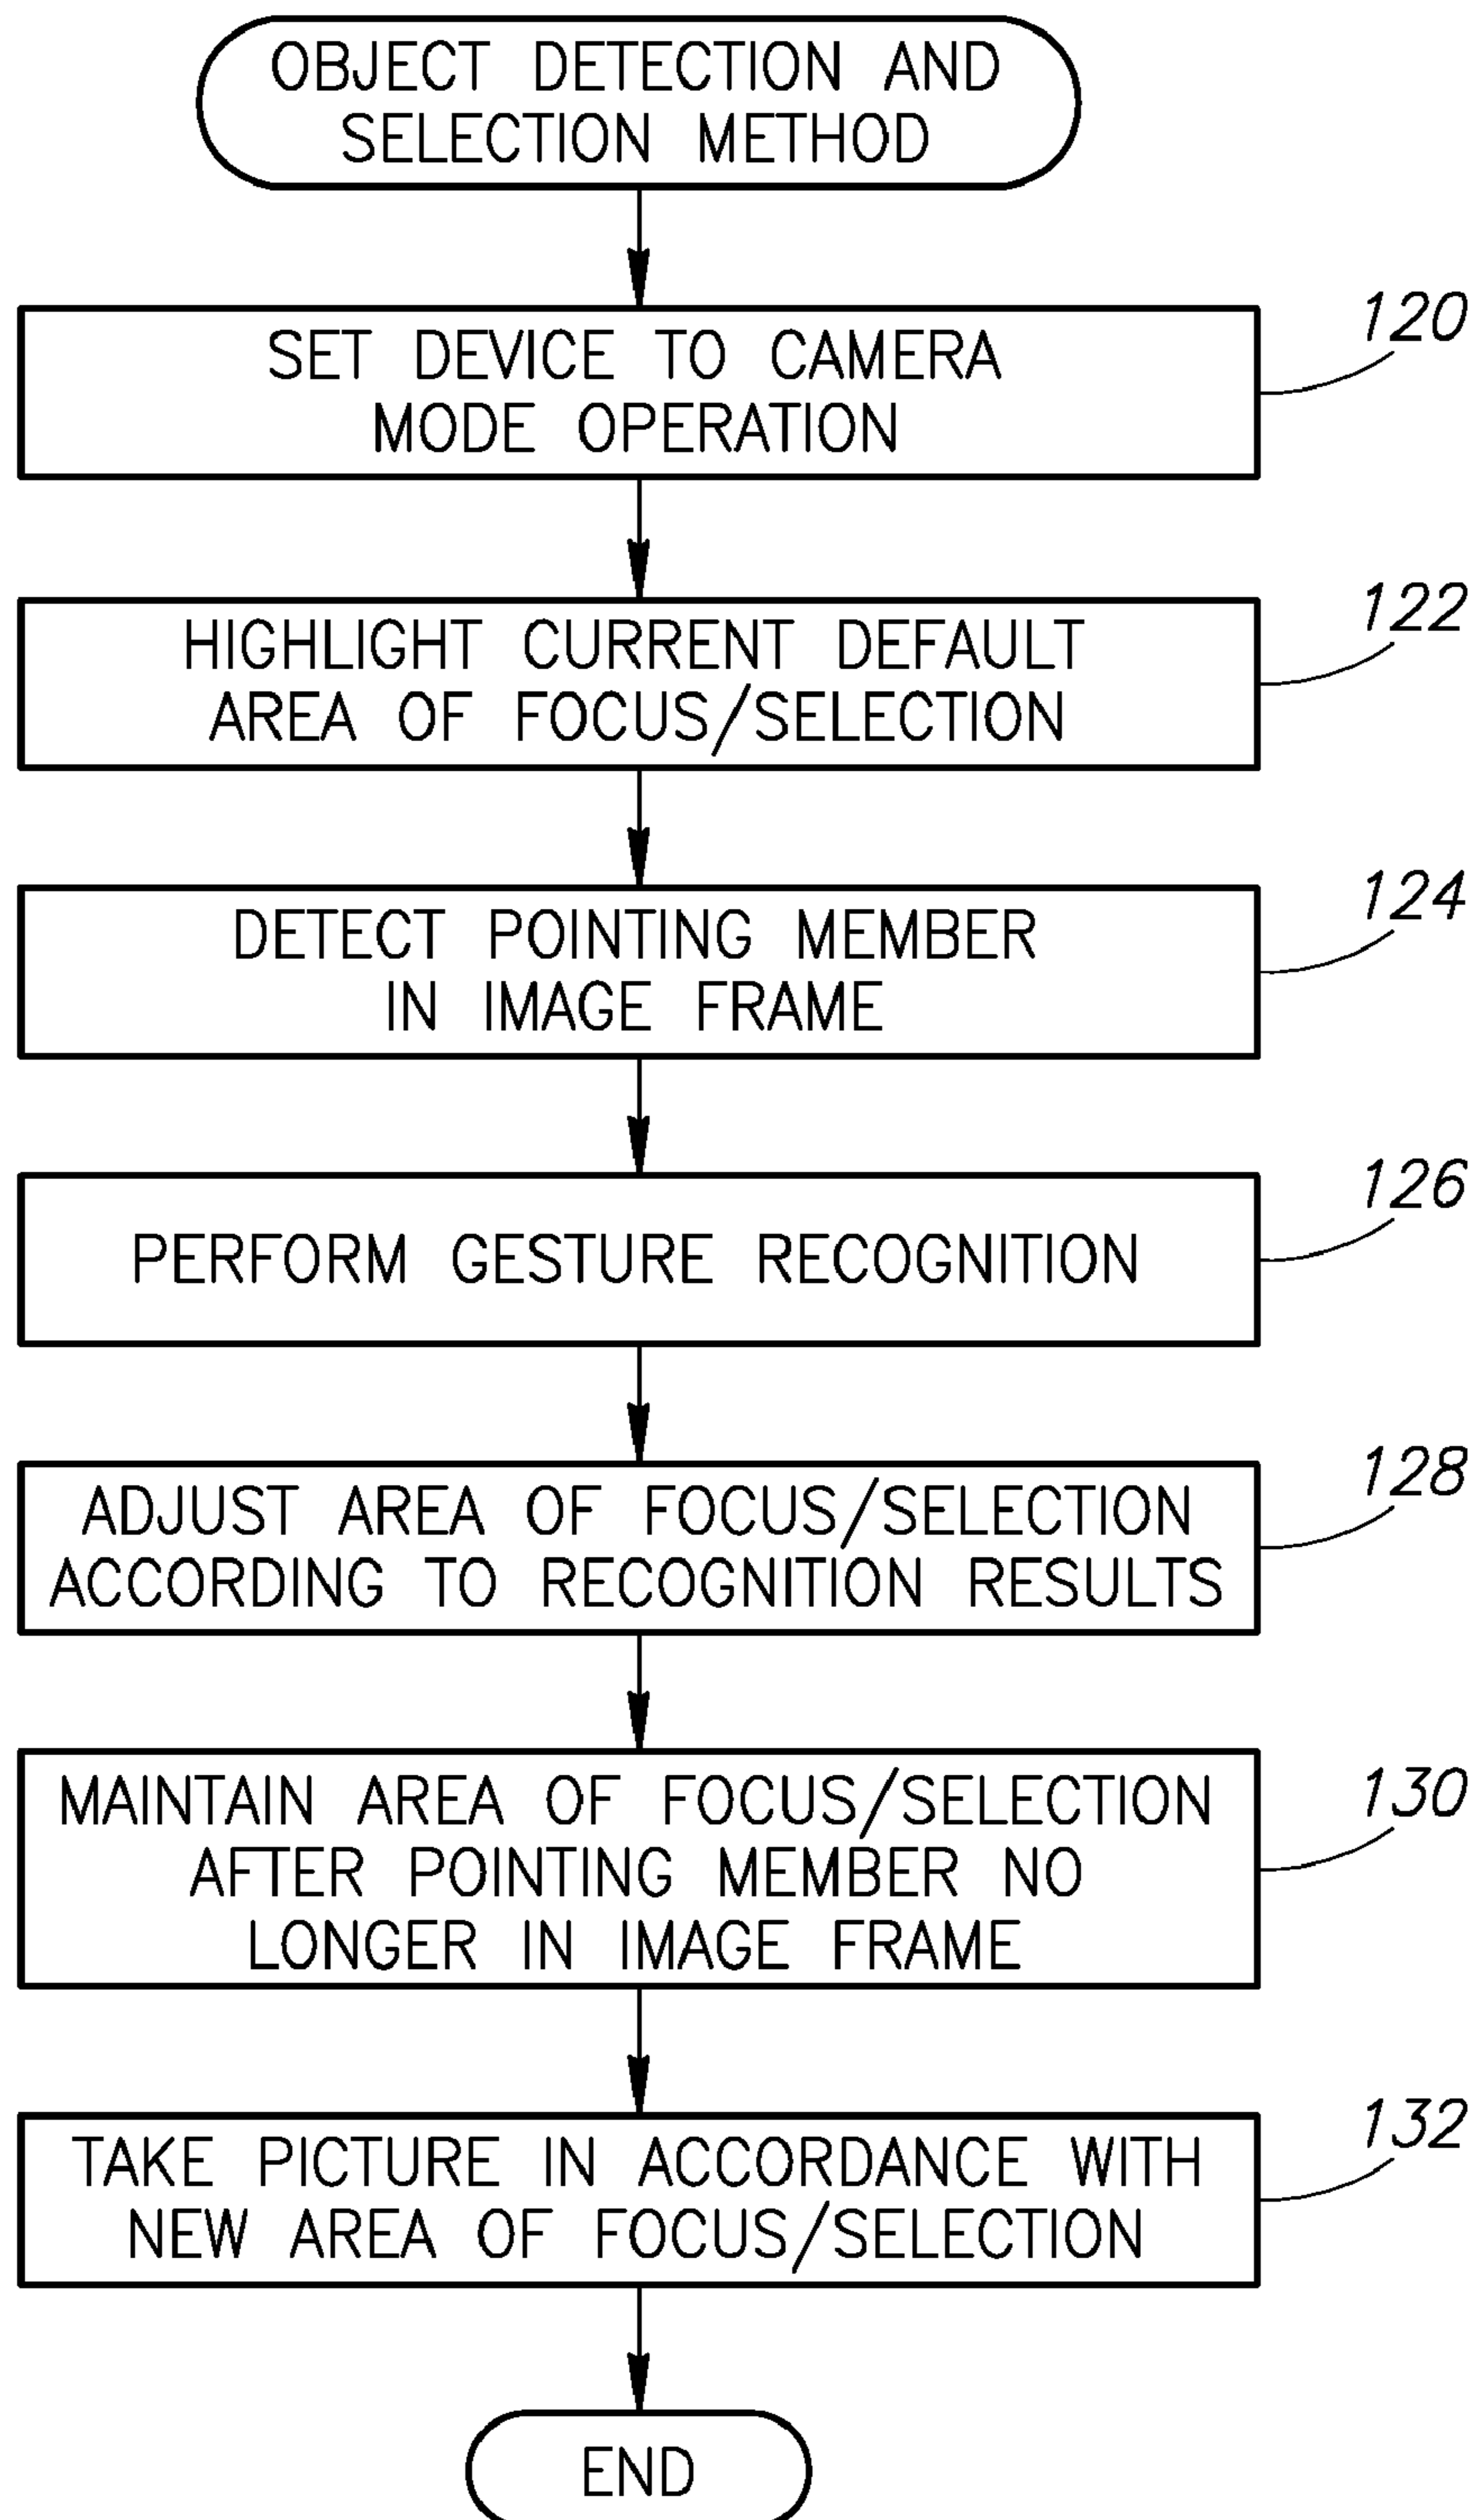 OBJECT DETECTION AND
SELECTION METHOD
120
SET DEVICE TO CAMERA
MODE OPERATION
122
HIGHLIGHT CURRENT DEFAULT
AREA OF FOCUS/SELECTION
124
DETECT POINTING MEMBER
IN IMAGE FRAME
126
PERFORM GESTURE RECOGNITION
128
ADJUST AREA OF FOCUS/SELECTION
ACCORDING TO RECOGNITION RESULTS
130
MAINTAIN AREA OF FOCUS/SELECTION
AFTER POINTING MEMBER NO
LONGER IN IMAGE FRAME
132
TAKE PICTURE IN ACCORDANCE WITH
NEW AREA OF FOCUS/SELECTION
END